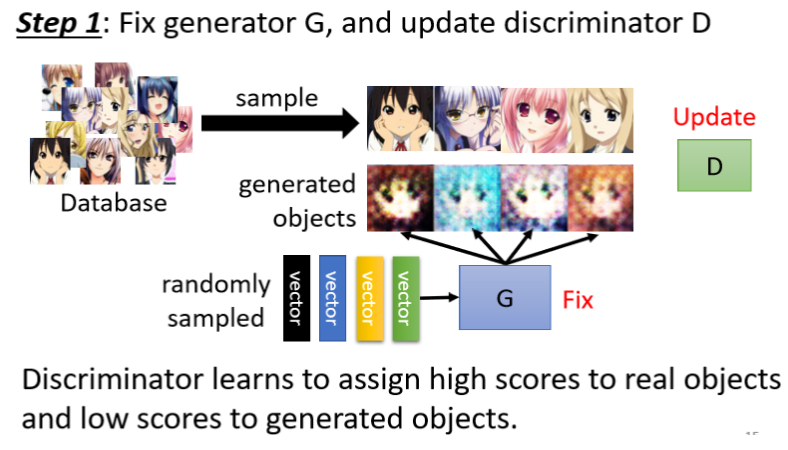 Step 1: Fix generator G, and update discriminator D
sample
Update
D
Database
generated
objects
randomly
sampled
vector
vector
vector
vector
G
Fix
Discriminator learns to assign high scores to real objects
and low scores to generated objects.